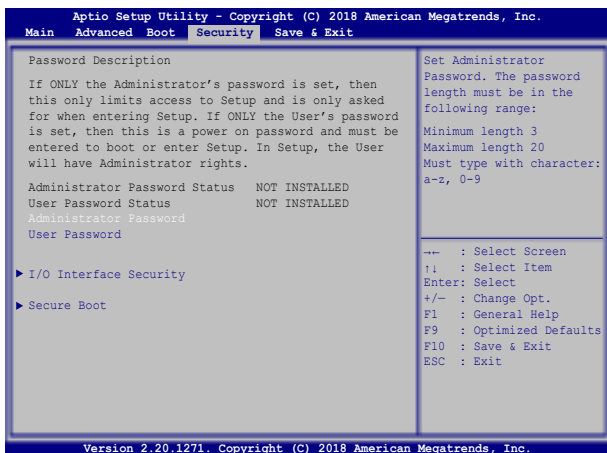 Aptio Setup Utility - Copyright (C) 2018 American Megatrends, Inc.
Main Advanced Boot Security Save & Exit
Password Description
If ONLY the Administrator's password is set, then
this only limits access to Setup and is only asked
for when entering Setup. If ONLY the User's password
is set, then this is a power on password and must be
entered to boot or enter Setup. In Setup, the User
will have Administrator rights.
Administrator Password Status NOT INSTALLED
User Password Status NOT INSTALLED
Administrator Password
User Password
▶ I/O Interface Security
▶ Secure Boot
Set Administrator
Password. The password
length must be in the
following range:
Minimum length 3
Maximum length 20
Must type with character:
a-z, 0-9
→← : Select Screen
↑↓ : Select Item
Enter: Select
+/— : Change Opt.
F1 : General Help
F9 : Optimized Defaults
F10 : Save & Exit
ESC : Exit
Version 2.20.1271. Copyright (C) 2018 American Megatrends, Inc.